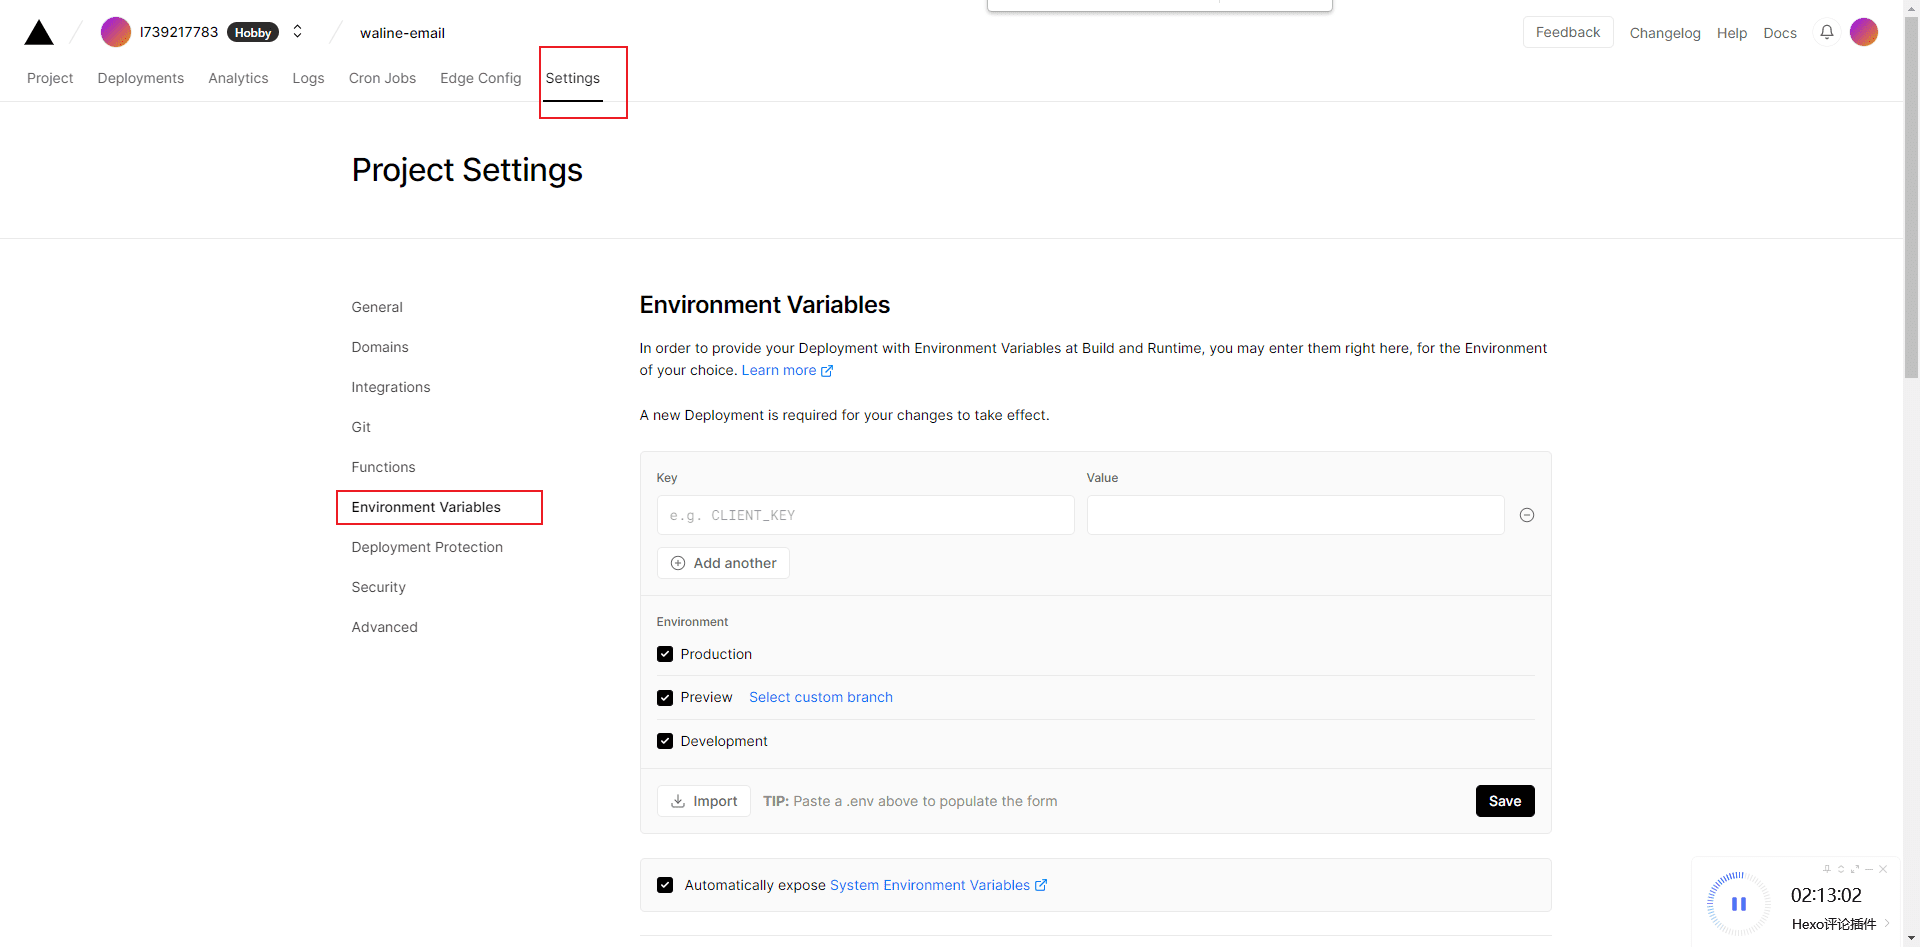 l739217783 Hobby waline-email Feedback Changelog Help Docs
Project Deployments Analytics Logs Cron Jobs Edge Config Settings
Project Settings
General
Domains
Integrations
Git
Functions
Environment Variables
Deployment Protection
Security
Advanced
Environment Variables
In order to provide your Deployment with Environment Variables at Build and Runtime, you may enter them right here, for the Environment
of your choice. Learn more
A new Deployment is required for your changes to take effect.
Key Value
e.g. CLIENT_KEY
Add another
Environment
Production
Preview Select custom branch
Development
Import TIP: Paste a .env above to populate the form Save
Automatically expose System Environment Variables
02:13:02
Hexo评论插件